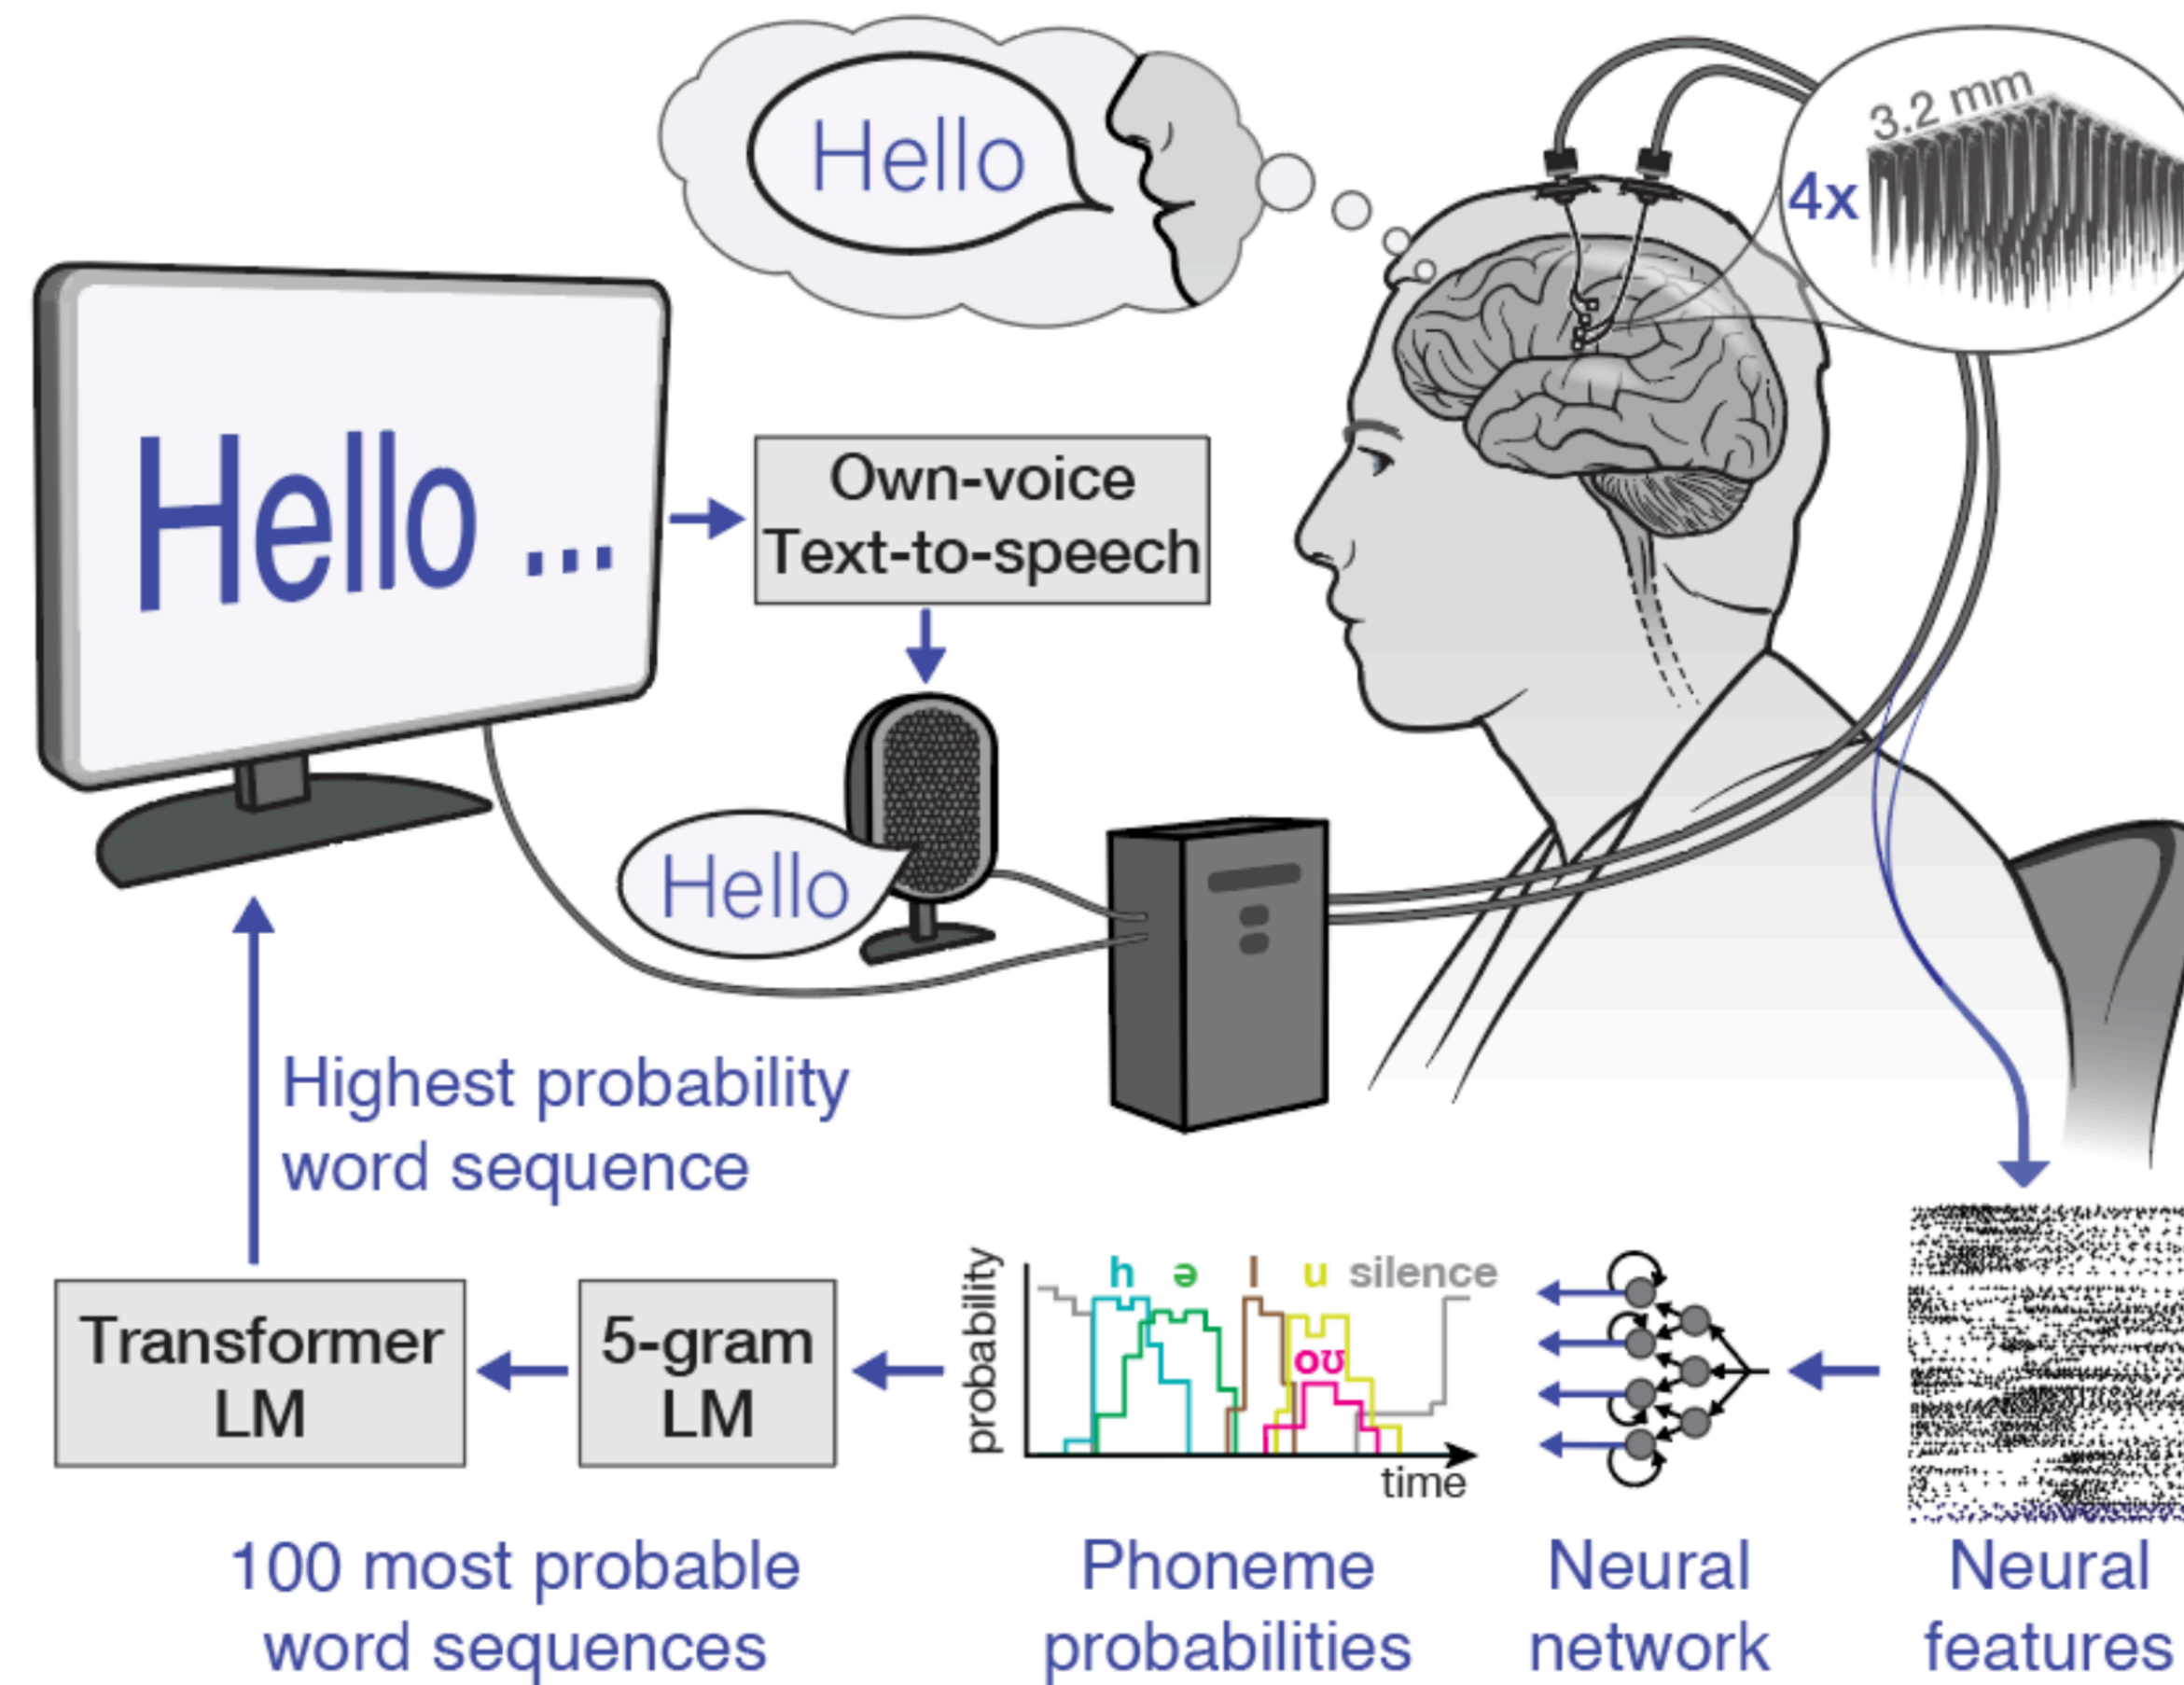 Hello
3.2 mm
4x
Hello ...
Own-voice
Text-to-speech
Hello
Highest probability
word sequence
Transformer
LM
5-gram
LM
probability
h ə l u silence
oʊ
time
100 most probable
word sequences
Phoneme
probabilities
Neural
network
Neural
features